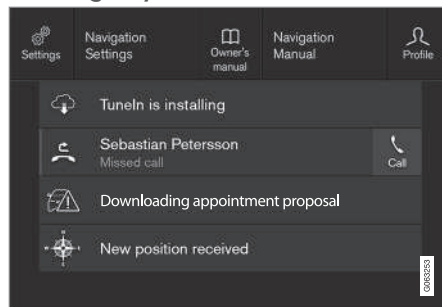 Settings
Navigation
Settings
Owner's
manual
Navigation
Manual
Profile
TuneIn is installing
Sebastian Petersson
Missed call
Call
Downloading appointment proposal
New position received
G063253